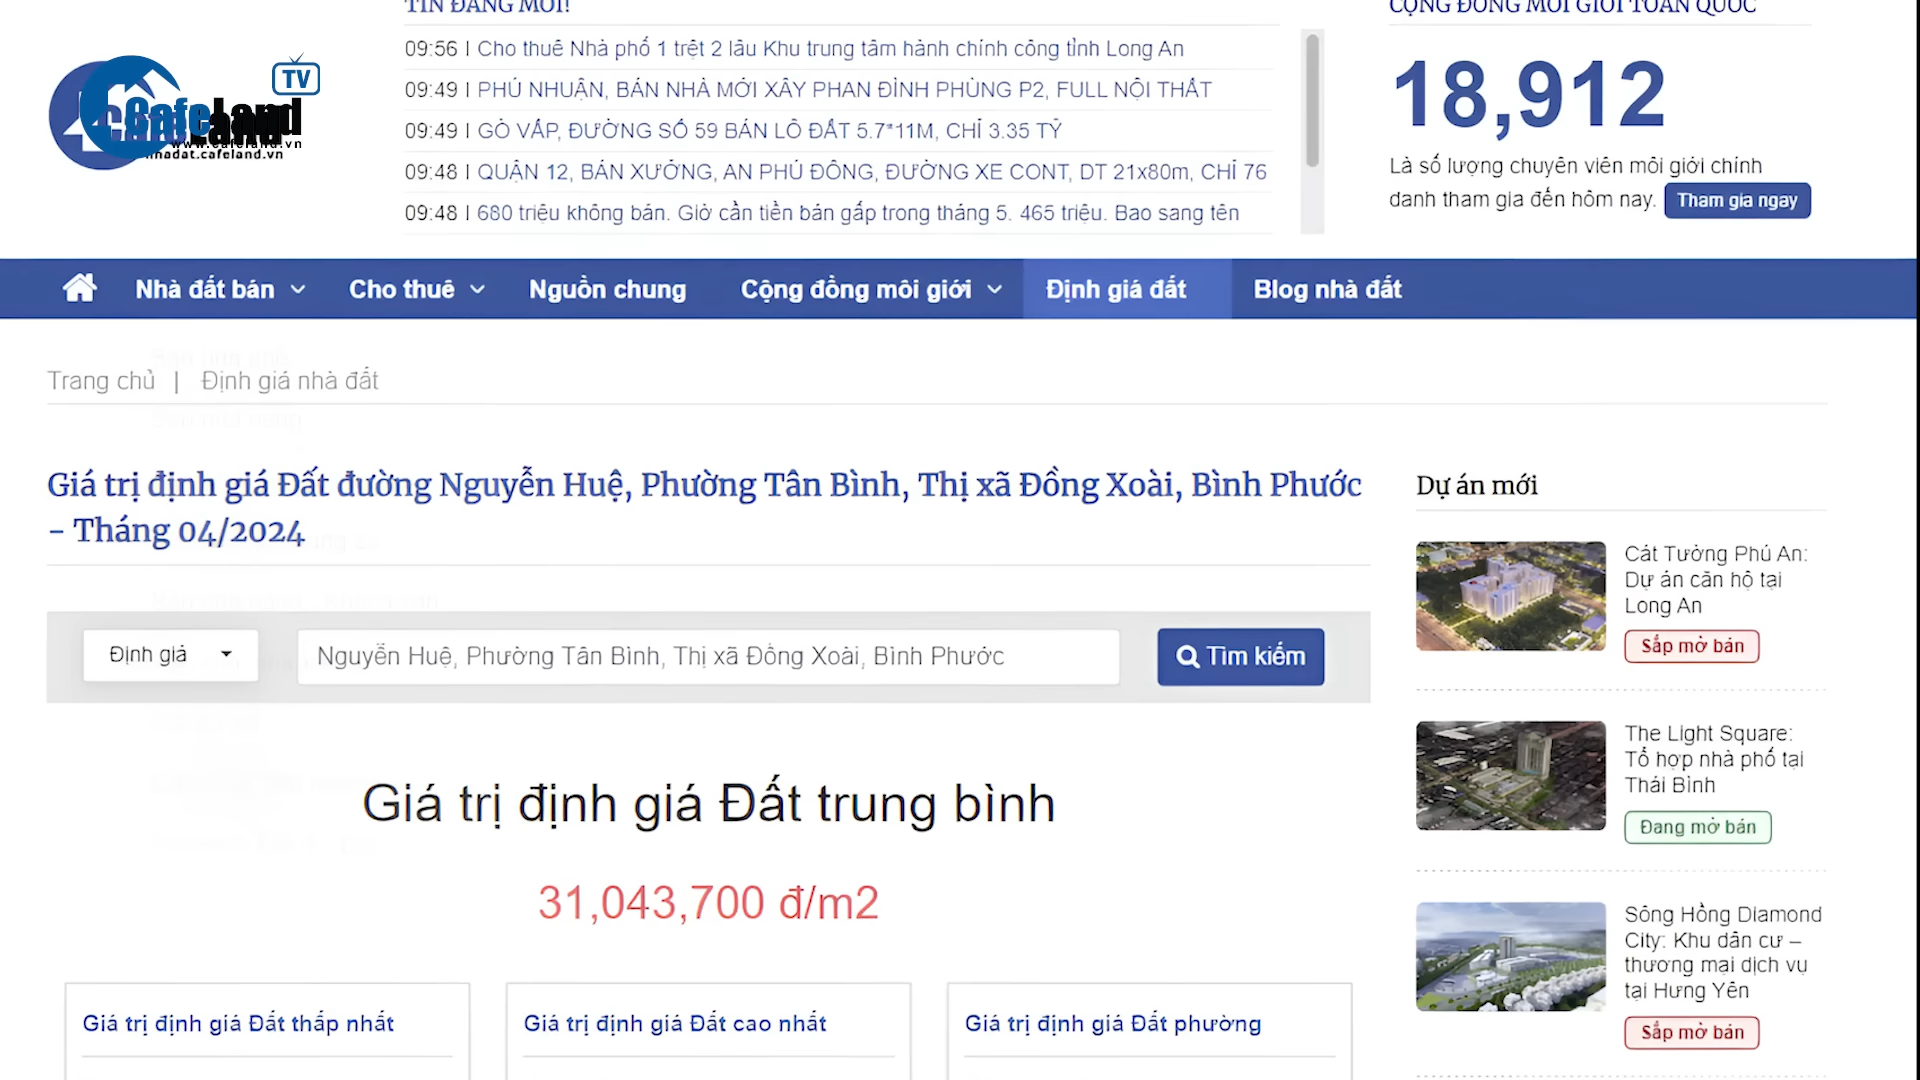 TIN ĐĂNG MỚI!
09:56 | Cho thuê Nhà phố 1 trệt 2 lầu Khu trung tâm hành chính công tỉnh Long An
09:49 | PHÚ NHUẬN, BÁN NHÀ MỚI XÂY PHAN ĐÌNH PHÙNG P2, FULL NỘI THẤT
09:49 | GÒ VẤP, ĐƯỜNG SỐ 59 BÁN LÔ ĐẤT 5.7*11M, CHỈ 3.35 TỶ
09:48 | QUẬN 12, BÁN XƯỞNG, AN PHÚ ĐÔNG, ĐƯỜNG XE CONT, DT 21x80m, CHỈ 76
09:48 | 680 triệu không bán. Giờ cần tiền bán gấp trong tháng 5. 465 triệu. Bao sang tên
CỘNG ĐỒNG MÔI GIỚI TOÀN QUỐC
18,912
Là số lượng chuyên viên môi giới chính
danh tham gia đến hôm nay. Tham gia ngay
CafeLand TV
www.cafeland.vn
nhadat.cafeland.vn
Nhà đất bán Cho thuê Nguồn chung Cộng đồng môi giới Định giá đất Blog nhà đất
Trang chủ | Định giá nhà đất
Giá trị định giá Đất đường Nguyễn Huệ, Phường Tân Bình, Thị xã Đồng Xoài, Bình Phước
- Tháng 04/2024
Định giá Nguyễn Huệ, Phường Tân Bình, Thị xã Đồng Xoài, Bình Phước Tìm kiếm
Giá trị định giá Đất trung bình
31,043,700 đ/m2
Giá trị định giá Đất thấp nhất
Giá trị định giá Đất cao nhất
Giá trị định giá Đất phường
Dự án mới
Cát Tường Phú An:
Dự án căn hộ tại
Long An
Sắp mở bán
The Light Square:
Tổ hợp nhà phố tại
Thái Bình
Đang mở bán
Sông Hồng Diamond
City: Khu dân cư –
thương mại dịch vụ
tại Hưng Yên
Sắp mở bán